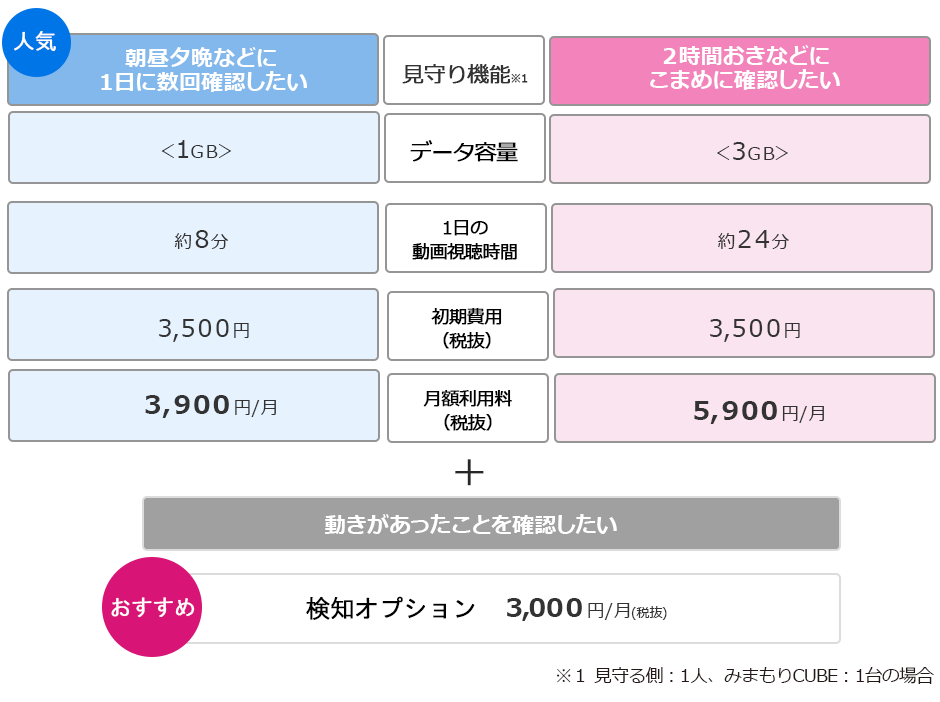 人気
朝昼夕晩などに
1日に数回確認したい
見守り機能※1
2時間おきなどに
こまめに確認したい
＜1GB＞
データ容量
＜3GB＞
約8分
1日の
動画視聴時間
約24分
3,500円
初期費用
（税抜）
3,500円
3,900円/月
月額利用料
（税抜）
5,900円/月
＋
動きがあったことを確認したい
おすすめ
検知オプション 3,000円/月(税抜)
※１ 見守る側：1人、みまもりCUBE：1台の場合